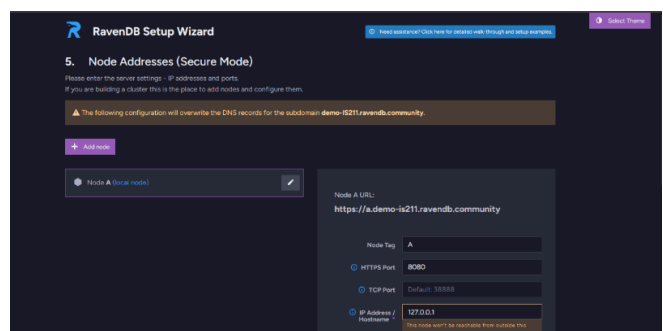 RavenDB Setup Wizard
Need assistance? Click here for detailed walk-through and setup examples.
Select Theme
5. Node Addresses (Secure Mode)
Please enter the server settings - IP addresses and ports.
If you are building a cluster this is the place to add nodes and configure them.
The following configuration will overwrite the DNS records for the subdomain demo-IS211.ravendb.community.
+ Add node
Node A (local node)
Node A URL:
https://a.demo-is211.ravendb.community
Node Tag A
HTTPS Port 8080
TCP Port Default: 38888
IP Address / 127.0.0.1
Hostname *
This node won't be reachable from outside this